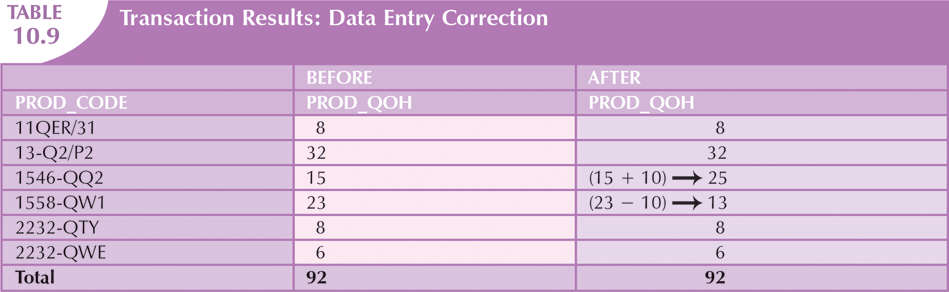 TABLE 10.9 Transaction Results: Data Entry Correction
BEFORE AFTER
PROD_CODE PROD_QOH PROD_QOH
11QER/31 8 8
13-Q2/P2 32 32
1546-QQ2 15 (15 + 10) → 25
1558-QW1 23 (23 − 10) → 13
2232-QTY 8 8
2232-QWE 6 6
Total 92 92